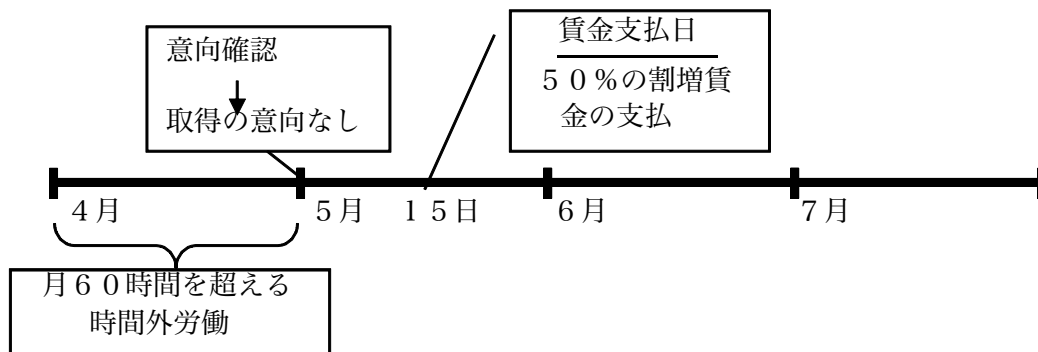 意向確認
取得の意向なし
賃金支払日
５０％の割増賃
金の支払
４月
５月
１５日
６月
７月
月６０時間を超える
時間外労働